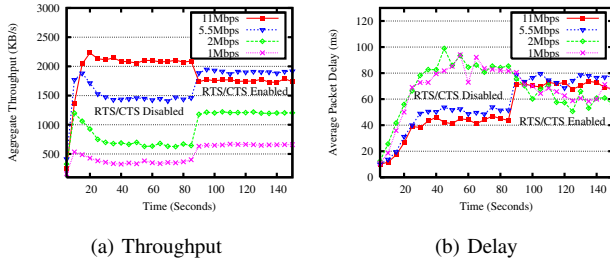 Aggregate Throughput (KB/s)
2500
2000
1500
1000
500
20 40 60 80 100 120 140
Time (Seconds)
11Mbps
5.5Mbps
2Mbps
1Mbps
RTS/CTS Disabled
RTS/CTS Enabled
(a) Throughput
Average Packet Delay (ms)
120
100
80
60
40
20
0
0 20 40 60 80 100 120 140
Time (Seconds)
11Mbps
5.5Mbps
2Mbps
1Mbps
RTS/CTS Disabled
RTS/CTS Enabled
(b) Delay